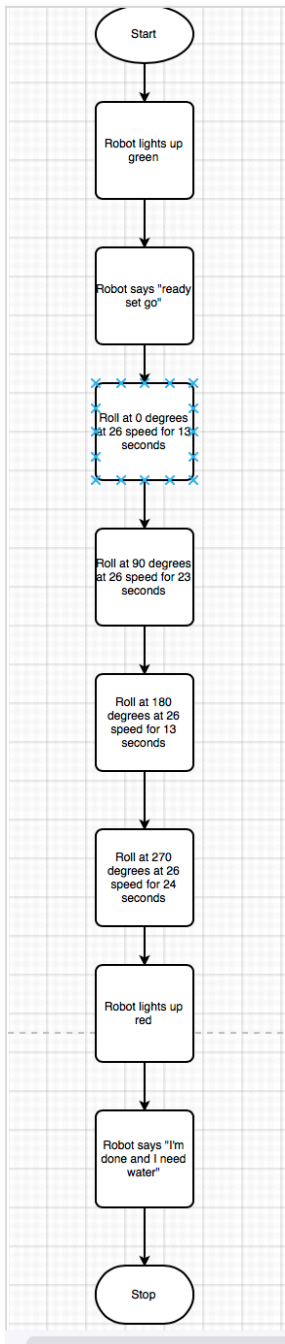 Start
Robot lights up
green
Robot says "ready
set go"
Roll at 0 degrees
at 26 speed for 13
seconds
Roll at 90 degrees
at 26 speed for 23
seconds
Roll at 180
degrees at 26
speed for 13
seconds
Roll at 270
degrees at 26
speed for 24
seconds
Robot lights up
red
Robot says "I'm
done and I need
water"
Stop